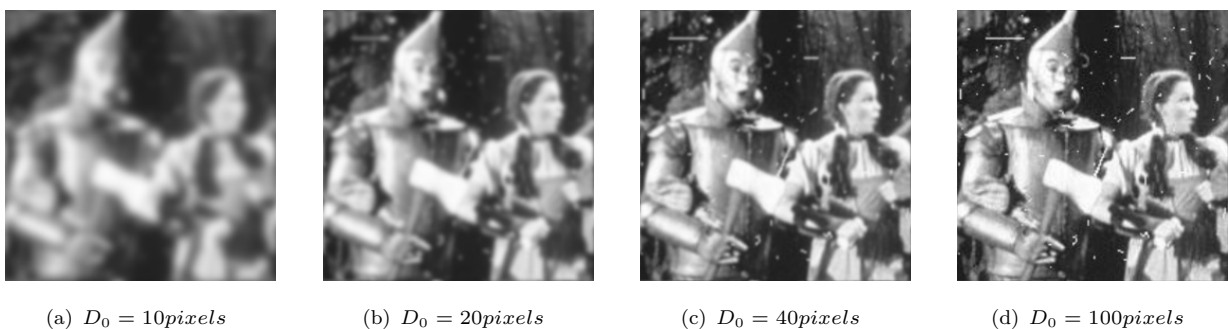 (a) D₀ = 10pixels
(b) D₀ = 20pixels
(c) D₀ = 40pixels
(d) D₀ = 100pixels